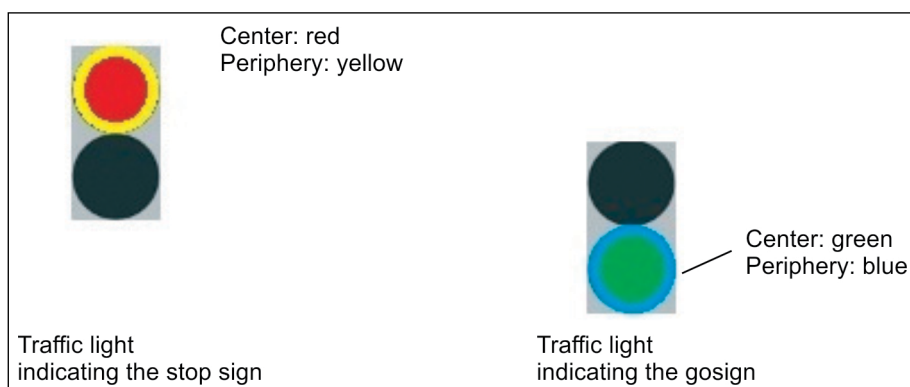 Center: red
Periphery: yellow
Center: green
Periphery: blue
Traffic light
indicating the stop sign
Traffic light
indicating the gosign